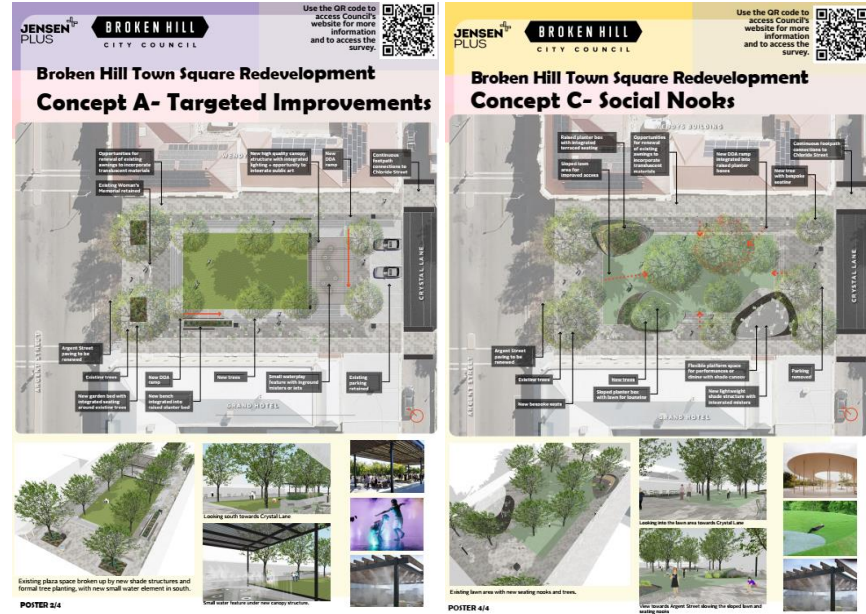 JENSEN
PLUS
BROKEN HILL
CITY COUNCIL
Use the QR code to
access Council's
website for more
information
and to access the
survey.
Broken Hill Town Square Redevelopment
Concept A- Targeted Improvements
Opportunities for
renewal of existing
awnings to incorporate
translucent materials
Existing Women's
Memorial retained
New high quality canopy
structure with integrated
lighting + opportunity to
integrate public art
New
DDA
ramp
Continuous
footpath
connections to
Chloride Street
CRYSTAL LANE
ARGENT STREET
Argent Street
paving to be
renewed
Existing trees
New garden bed with
integrated seating
around existing trees
New DDA
ramp
New bench
integrated into
raised planter bed
New trees
Small waterplay
feature with inground
misters or jets
Existing
parking
retained
GRAND HOTEL
Existing plaza space broken up by new shade structures and
formal tree planting, with new small water element in south.
Looking south towards Crystal Lane
Small water feature under new canopy structure.
POSTER 2/4
JENSEN
PLUS
BROKEN HILL
CITY COUNCIL
Use the QR code to
access Council's
website for more
information
and to access the
survey.
Broken Hill Town Square Redevelopment
Concept C- Social Nooks
WENDYS BUILDING
Raised planter box
with integrated
terraced seating
Sloped lawn
area for
improved access
Opportunities
for renewal
of existing
awnings to
incorporate
translucent
materials
New DDA ramp
integrated into
raised planter
boxes
New tree
with bespoke
seating
Continuous footpath
connections to
Chloride Street
CRYSTAL LANE
ARGENT STREET
Argent Street
paving to be
renewed
Existing trees
New bespoke seats
New trees
Sloped planter box
with lawn for lounging
Flexible platform space
for performances or
dining with shade canopy
New lightweight
shade structure with
integrated misters
Parking
removed
GRAND HOTEL
Existing lawn area with new seating nooks and trees.
Looking into the lawn area towards Crystal Lane
View towards Argent Street showing the sloped lawn and
seating nooks
POSTER 4/4